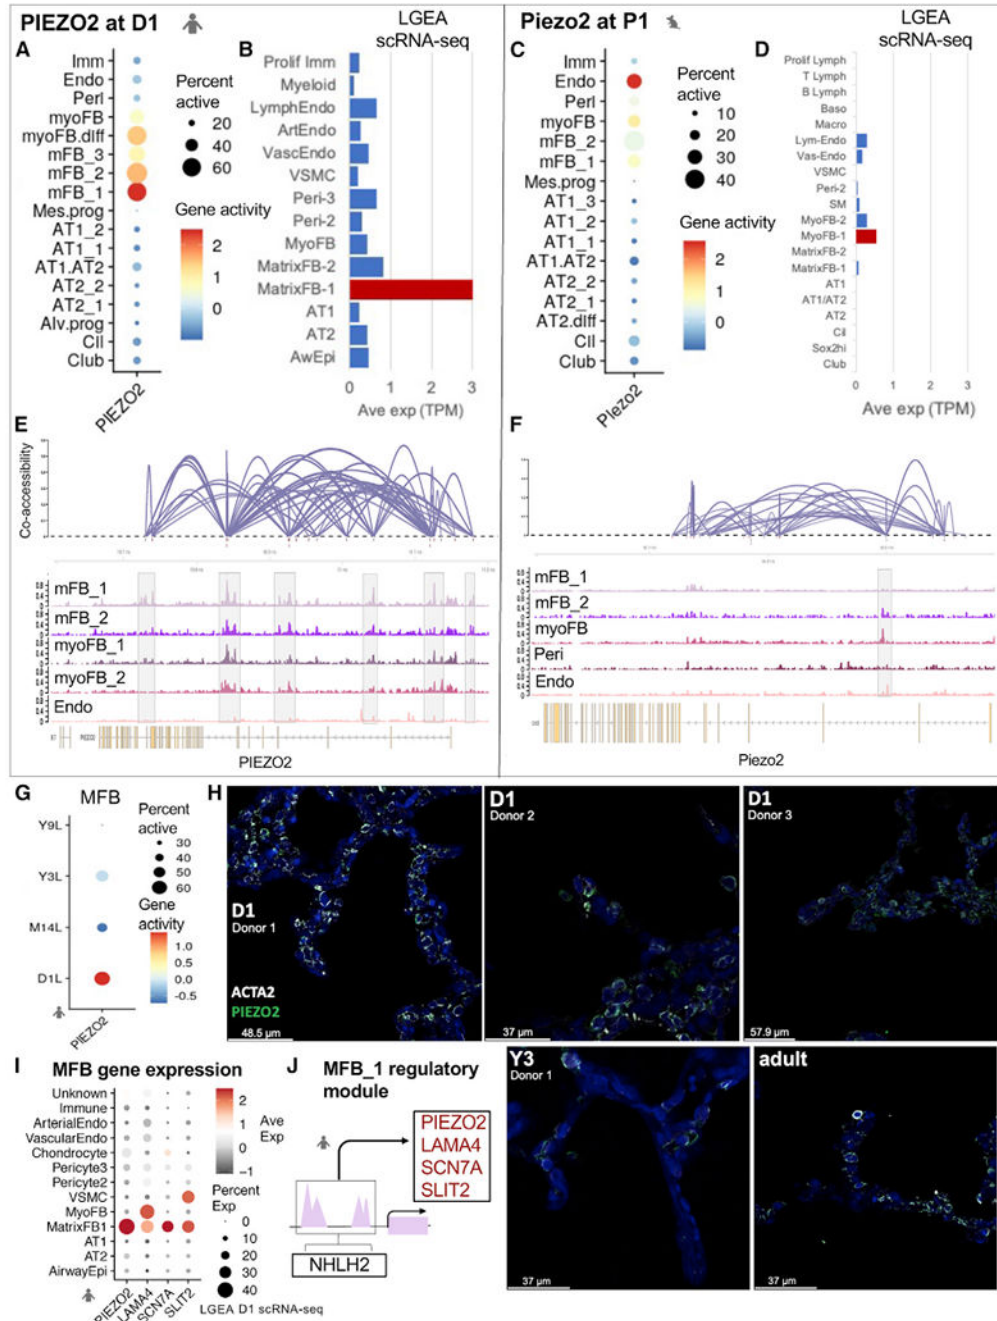 PIEZO2 at D1
LGEA
scRNA-seq
Piezo2 at P1
LGEA
scRNA-seq
A
Imm
Endo
Peri
myoFB
myoFB.diff
mFB_3
mFB_2
mFB_1
Mes.prog
AT1_2
AT1_1
AT1.AT2
AT2_2
AT2_1
Alv.prog
Cil
Club
PIEZO2
Percent
active
20
40
60
Gene activity
2
1
0
B
Prolif Imm
Myeloid
LymphEndo
ArtEndo
VascEndo
VSMC
Peri-3
Peri-2
MyoFB
MatrixFB-2
MatrixFB-1
AT1
AT2
AwEpi
0 1 2 3
Ave exp (TPM)
C
Imm
Endo
Peri
myoFB
mFB_2
mFB_1
Mes.prog
AT1_3
AT1_2
AT1_1
AT1.AT2
AT2_2
AT2_1
AT2.diff
Cil
Club
Piezo2
Percent
active
10
20
30
40
Gene activity
2
1
0
D
Prolif Lymph
T Lymph
B Lymph
Baso
Macro
Lym-Endo
Vas-Endo
VSMC
Peri-2
SM
MyoFB-2
MyoFB-1
MatrixFB-2
MatrixFB-1
AT1
AT1/AT2
AT2
Cil
Sox2hi
Club
0 1 2 3
Ave exp (TPM)
E
Co-accessibility
mFB_1
mFB_2
myoFB_1
myoFB_2
Endo
PIEZO2
PIEZO2
F
mFB_1
mFB_2
myoFB
Peri
Endo
Piezo2
G
MFB
Y9L
Y3L
M14L
D1L
PIEZO2
Percent
active
30
40
50
60
Gene
activity
1.0
0.5
0.0
-0.5
H
D1
Donor 1
ACTA2
PIEZO2
48.5 µm
D1
Donor 2
37 µm
D1
Donor 3
57.9 µm
Y3
Donor 1
37 µm
adult
37 µm
I
MFB gene expression
Unknown
Immune
ArterialEndo
VascularEndo
Chondrocyte
Pericyte3
Pericyte2
VSMC
MyoFB
MatrixFB1
AT1
AT2
AirwayEpi
PIEZO2
LAMA4
SCN7A
SLIT2
2
1
0
−1
Ave
Exp
Percent
Exp
0
10
20
30
40
LGEA D1 scRNA-seq
J
MFB_1 regulatory
module
PIEZO2
LAMA4
SCN7A
SLIT2
NHLH2